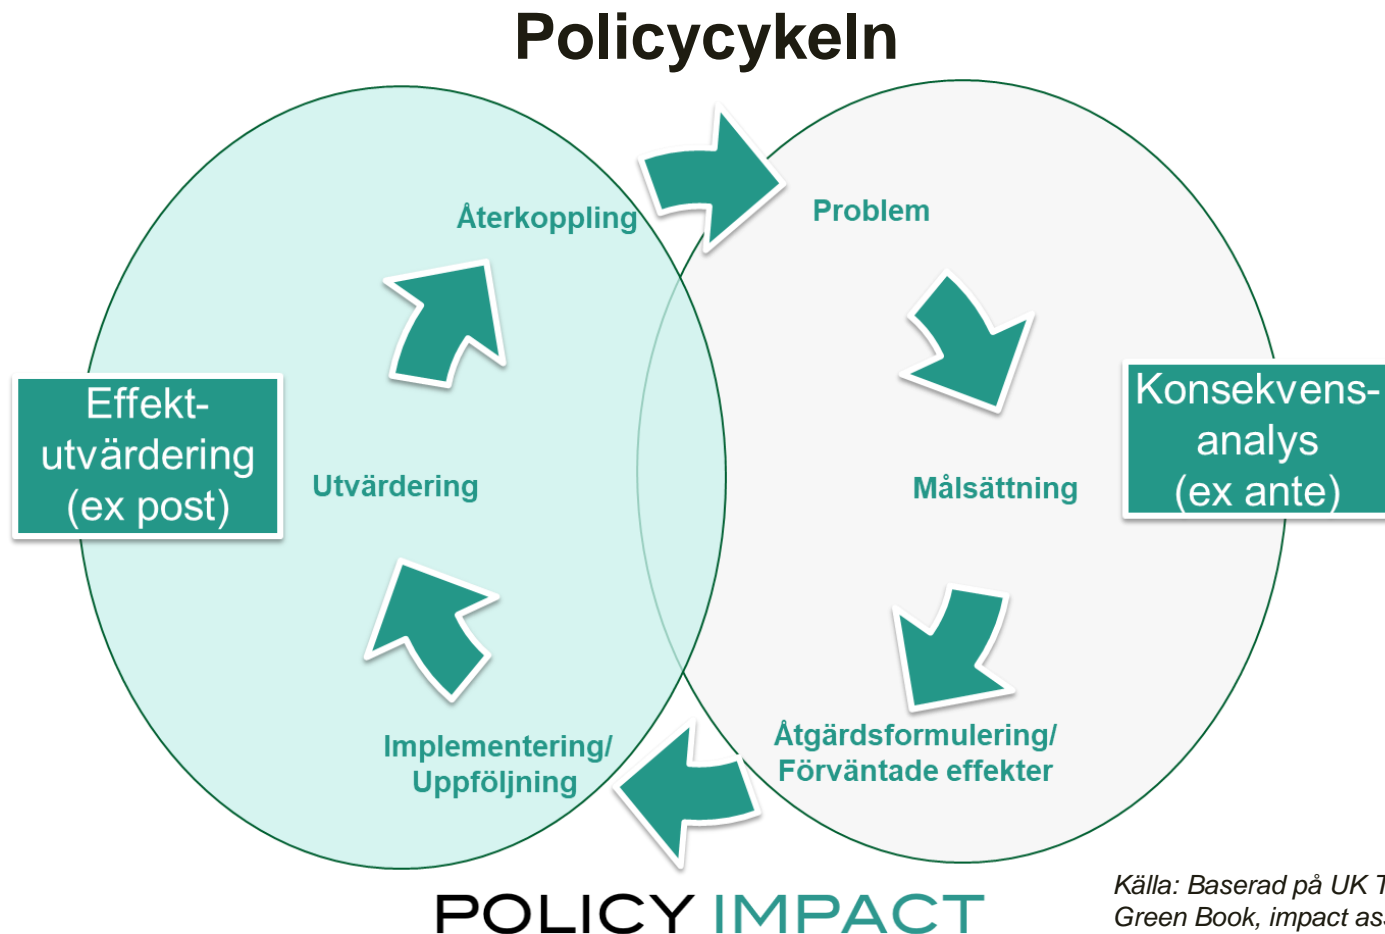 Policycykeln
Återkoppling
Problem
Effekt-
utvärdering
(ex post)
Utvärdering
Målsättning
Konsekvens-
analys
(ex ante)
Implementering/
Uppföljning
Åtgärdsformulering/
Förväntade effekter
POLICY IMPACT
Källa: Baserad på UK
Green Book, impact